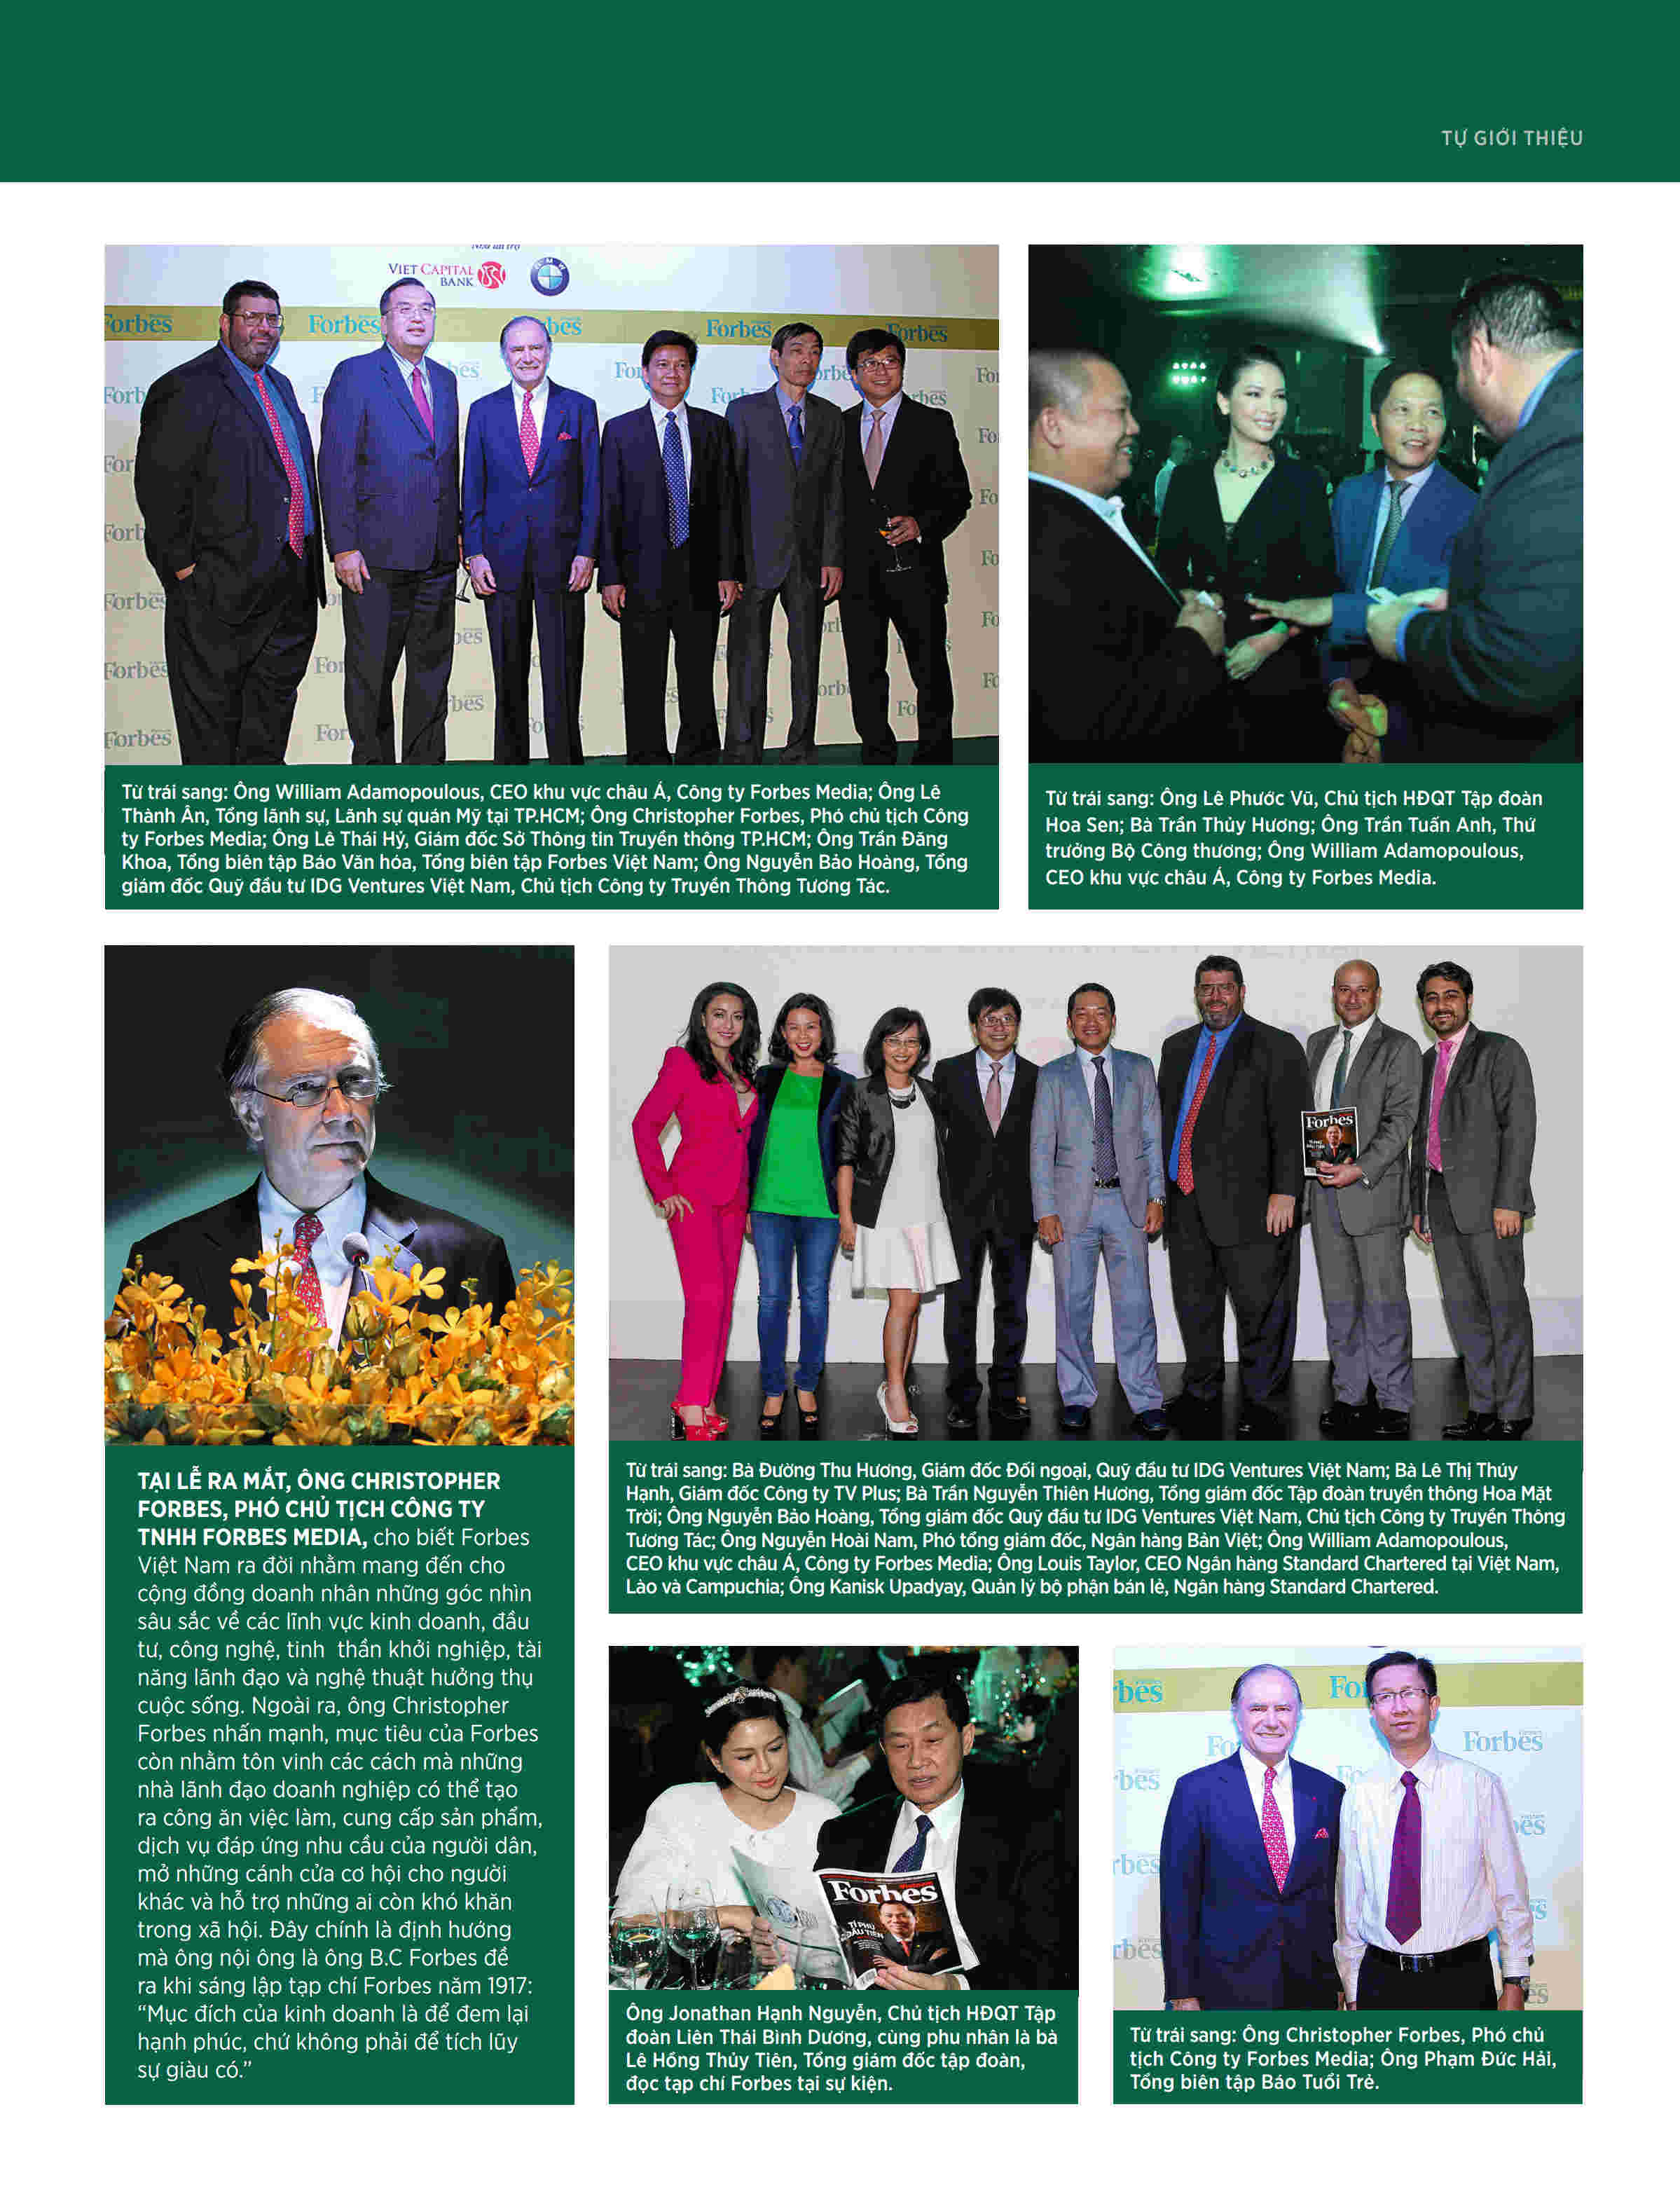 TỰ GIỚI THIỆU
VIET CAPITAL
BANK
BMW
Forbes
Từ trái sang: Ông William Adamopoulous, CEO khu vực châu Á, Công ty Forbes Media; Ông Lê
Thành Ân, Tổng lãnh sự, Lãnh sự quán Mỹ tại TP.HCM; Ông Christopher Forbes, Phó chủ tịch Công
ty Forbes Media; Ông Lê Thái Hỷ, Giám đốc Sở Thông tin Truyền thông TP.HCM; Ông Trần Đăng
Khoa, Tổng biên tập Báo Văn hóa, Tổng biên tập Forbes Việt Nam; Ông Nguyễn Bảo Hoàng, Tổng
giám đốc Quỹ đầu tư IDG Ventures Việt Nam, Chủ tịch Công ty Truyền Thông Tương Tác.
Từ trái sang: Ông Lê Phước Vũ, Chủ tịch HĐQT Tập đoàn
Hoa Sen; Bà Trần Thủy Hương; Ông Trần Tuấn Anh, Thứ
trưởng Bộ Công thương; Ông William Adamopoulous,
CEO khu vực châu Á, Công ty Forbes Media.
TẠI LỄ RA MẮT, ÔNG CHRISTOPHER
FORBES, PHÓ CHỦ TỊCH CÔNG TY
TNHH FORBES MEDIA, cho biết Forbes
Việt Nam ra đời nhằm mang đến cho
cộng đồng doanh nhân những góc nhìn
sâu sắc về các lĩnh vực kinh doanh, đầu
tư, công nghệ, tinh thần khởi nghiệp, tài
năng lãnh đạo và nghệ thuật hưởng thụ
cuộc sống. Ngoài ra, ông Christopher
Forbes nhấn mạnh, mục tiêu của Forbes
còn nhằm tôn vinh các cách mà những
nhà lãnh đạo doanh nghiệp có thể tạo
ra công ăn việc làm, cung cấp sản phẩm,
dịch vụ đáp ứng nhu cầu của người dân,
mở những cánh cửa cơ hội cho người
khác và hỗ trợ những ai còn khó khăn
trong xã hội. Đây chính là định hướng
mà ông nội ông là ông B.C Forbes đề
ra khi sáng lập tạp chí Forbes năm 1917:
“Mục đích của kinh doanh là để đem lại
hạnh phúc, chứ không phải để tích lũy
sự giàu có.”
Forbes
Từ trái sang: Bà Đường Thu Hương, Giám đốc Đối ngoại, Quỹ đầu tư IDG Ventures Việt Nam; Bà Lê Thị Thúy
Hạnh, Giám đốc Công ty TV Plus; Bà Trần Nguyễn Thiên Hương, Tổng giám đốc Tập đoàn truyền thông Hoa Mặt
Trời; Ông Nguyễn Bảo Hoàng, Tổng giám đốc Quỹ đầu tư IDG Ventures Việt Nam, Chủ tịch Công ty Truyền Thông
Tương Tác; Ông Nguyễn Hoài Nam, Phó tổng giám đốc, Ngân hàng Bản Việt; Ông William Adamopoulous,
CEO khu vực châu Á, Công ty Forbes Media; Ông Louis Taylor, CEO Ngân hàng Standard Chartered tại Việt Nam,
Lào và Campuchia; Ông Kanisk Upadyay, Quản lý bộ phận bán lẻ, Ngân hàng Standard Chartered.
Forbes
TỈ PHÚ
ĐẦU TIÊN
Ông Jonathan Hạnh Nguyễn, Chủ tịch HĐQT Tập
đoàn Liên Thái Bình Dương, cùng phu nhân là bà
Lê Hồng Thủy Tiên, Tổng giám đốc tập đoàn,
đọc tạp chí Forbes tại sự kiện.
Forbes
Từ trái sang: Ông Christopher Forbes, Phó chủ
tịch Công ty Forbes Media; Ông Phạm Đức Hải,
Tổng biên tập Báo Tuổi Trẻ.